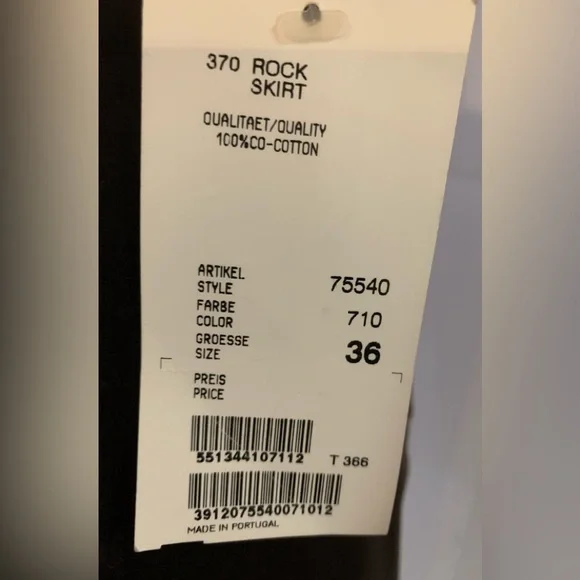 370 ROCK
SKIRT
QUALITAET/QUALITY
100%CO-COTTON
ARTIKEL
STYLE 75540
FARBE
COLOR 710
GROESSE
SIZE 36
PREIS
PRICE
551344107112 T 366
3912075540071012
MADE IN PORTUGAL